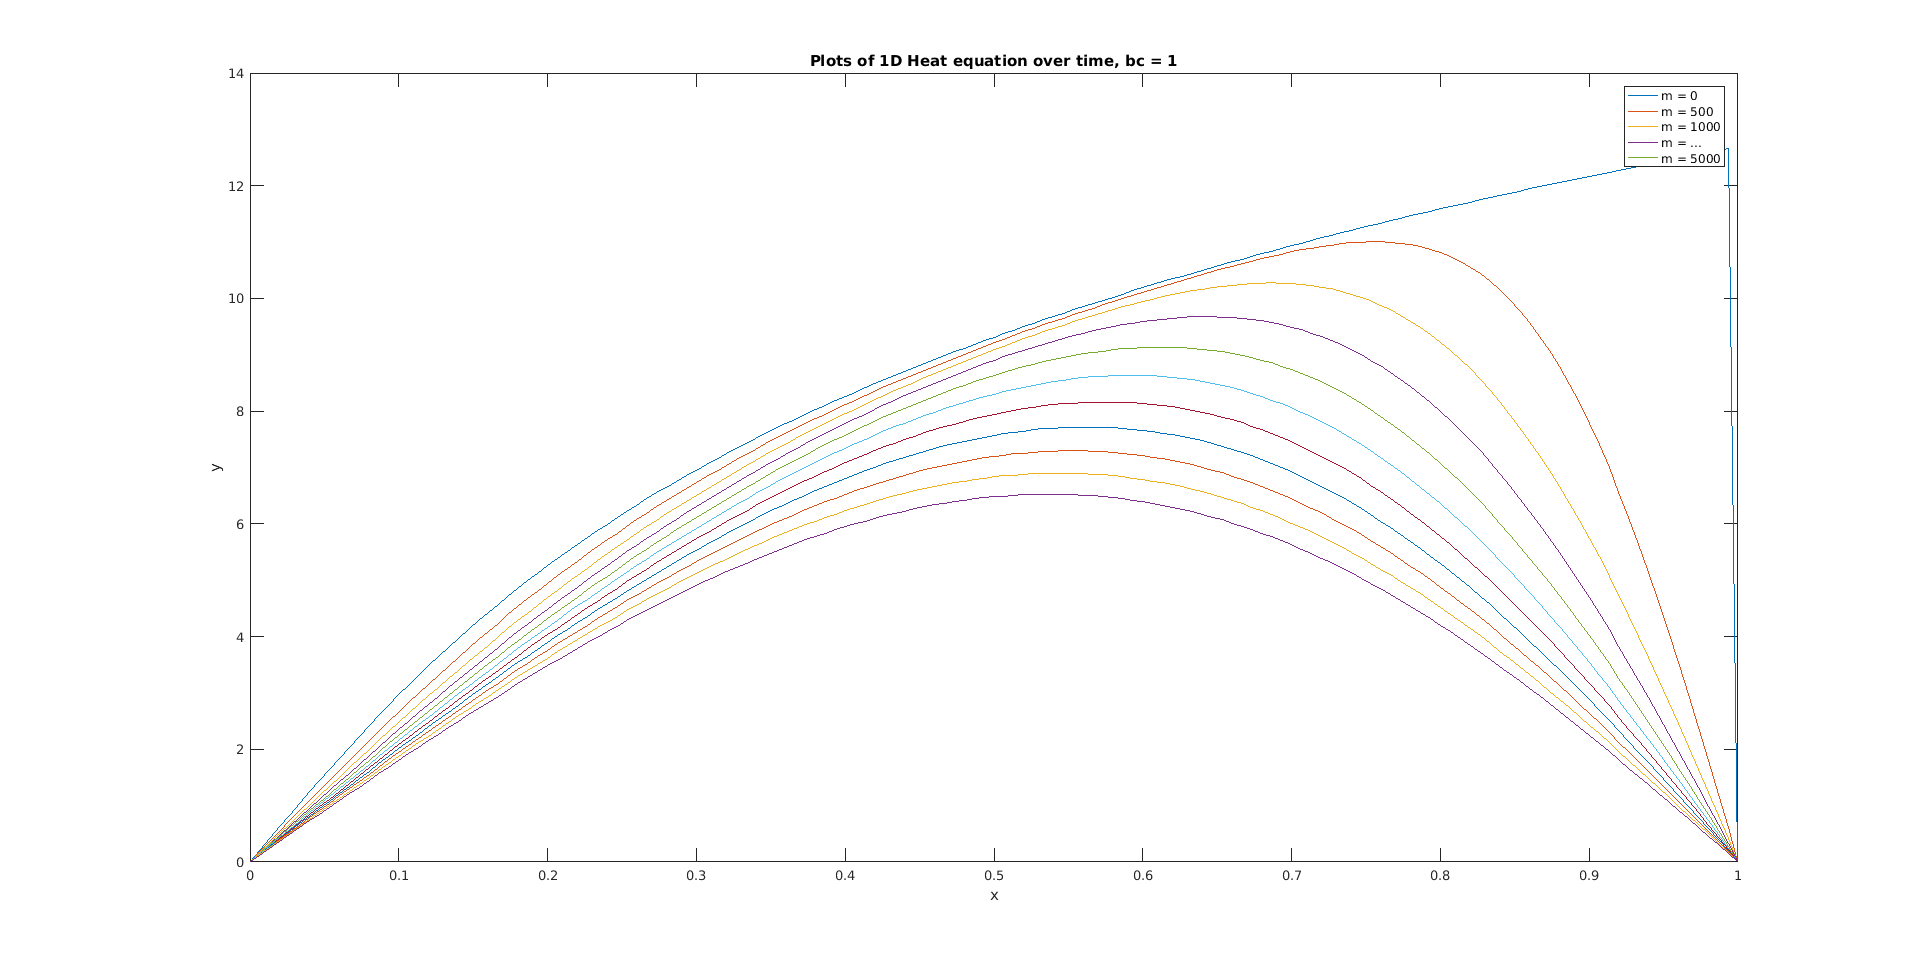 Plots of 1D Heat equation over time, bc = 1
14
12
10
8
6
4
2
0
y
m = 0
m = 500
m = 1000
m = ...
m = 5000
0 0.1 0.2 0.3 0.4 0.5 0.6 0.7 0.8 0.9 1
x